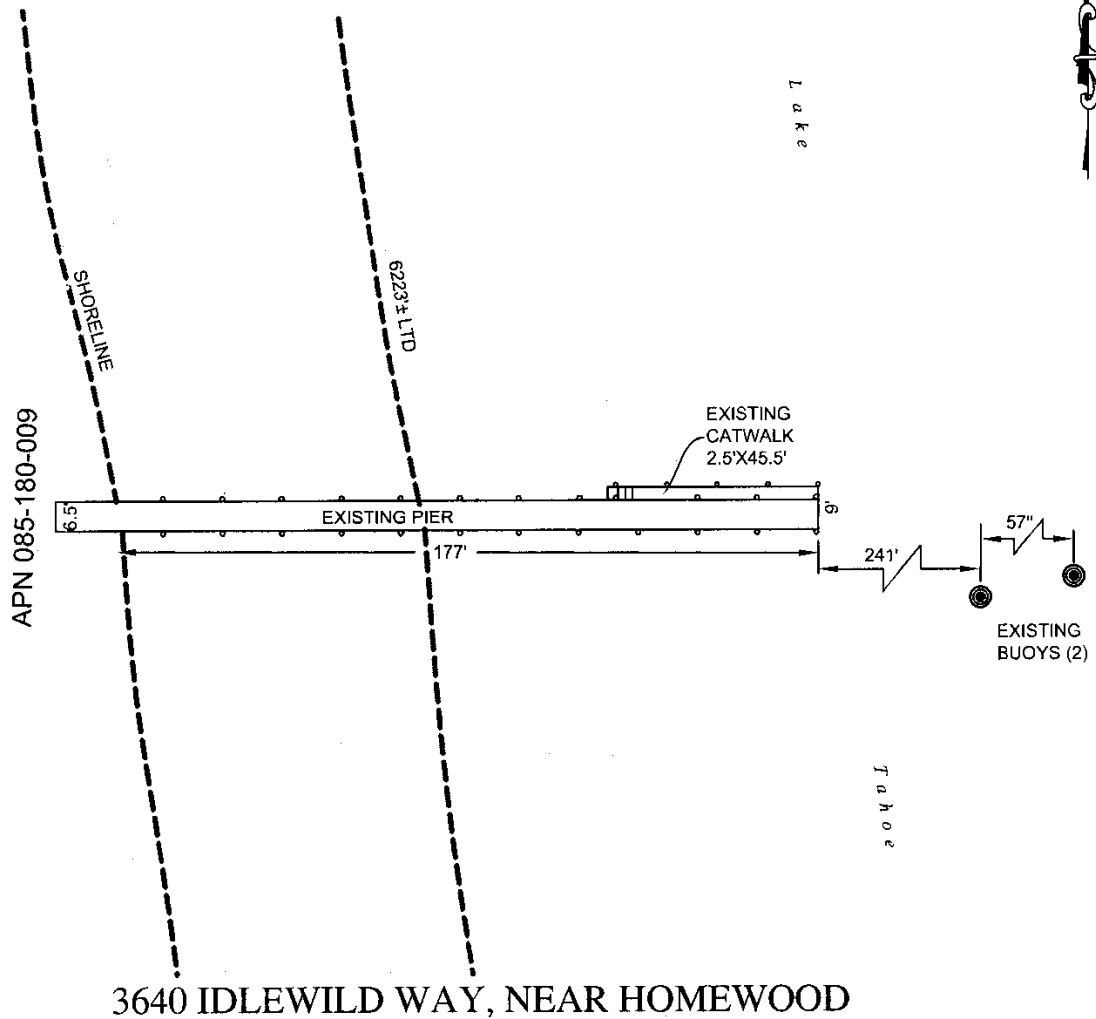 Lake
SHORELINE
6223'± LTD
APN 085-180-009
EXISTING
CATWALK
2.5'X45.5'
6.5'
EXISTING PIER
6'
177'
241'
57"
EXISTING
BUOYS (2)
Tahoe
3640 IDLEWILD WAY, NEAR HOMEWOOD